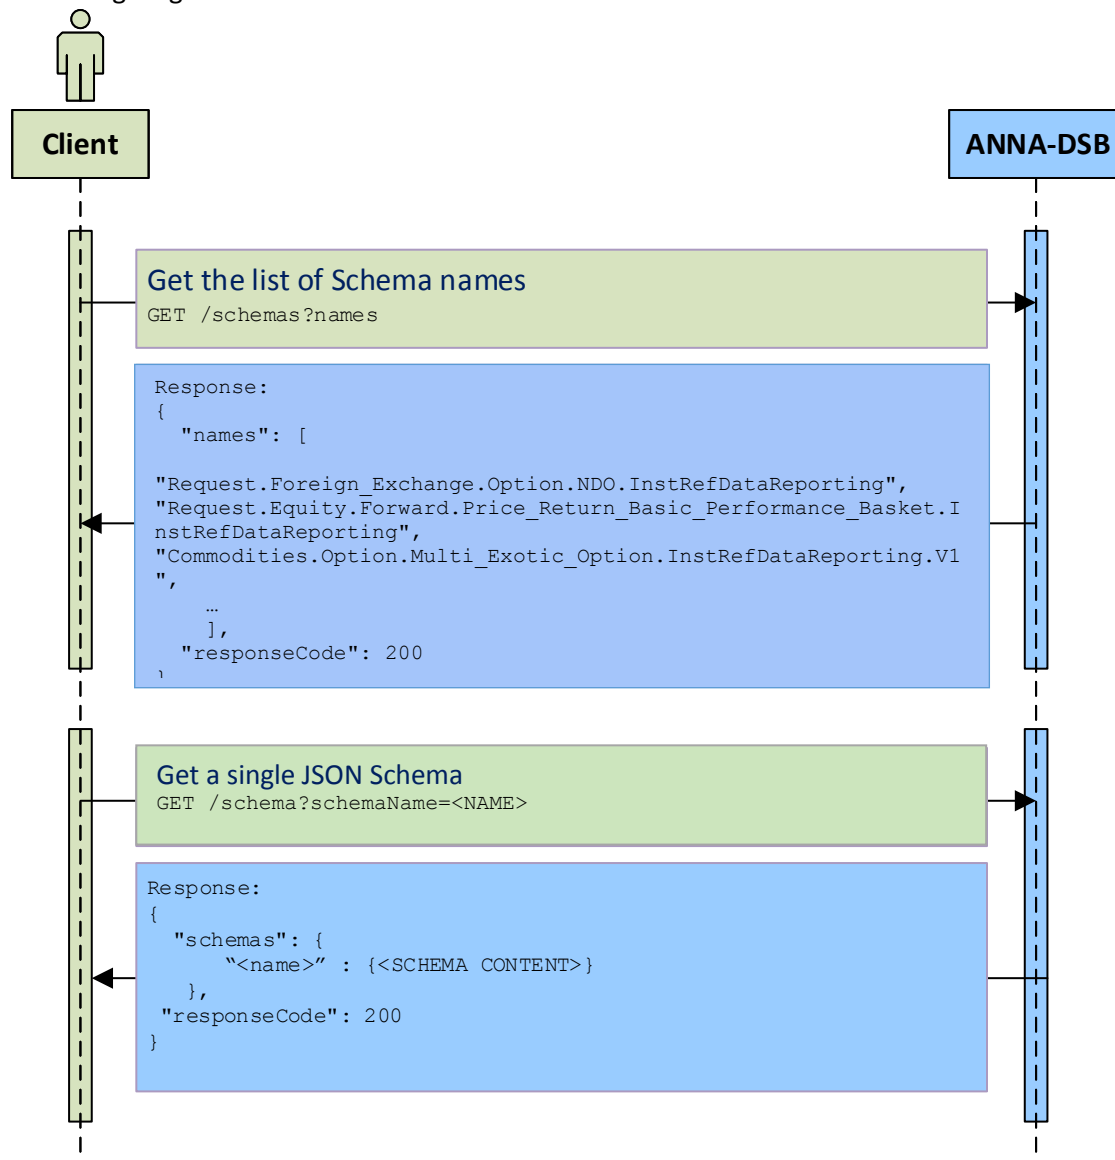 Client
ANNA-DSB
Get the list of Schema names
GET /schemas?names
Response:
{
"names": [
"Request.Foreign_Exchange.Option.NDO.InstRefDataReporting",
"Request.Equity.Forward.Price_Return_Basic_Performance_Basket.I
nstRefDataReporting",
"Commodities.Option.Multi_Exotic_Option.InstRefDataReporting.V1
",
…
],
"responseCode": 200
}
Get a single JSON Schema
GET /schema?schemaName=<NAME>
Response:
{
"schemas": {
“<name>” : {<SCHEMA CONTENT>}
},
"responseCode": 200
}